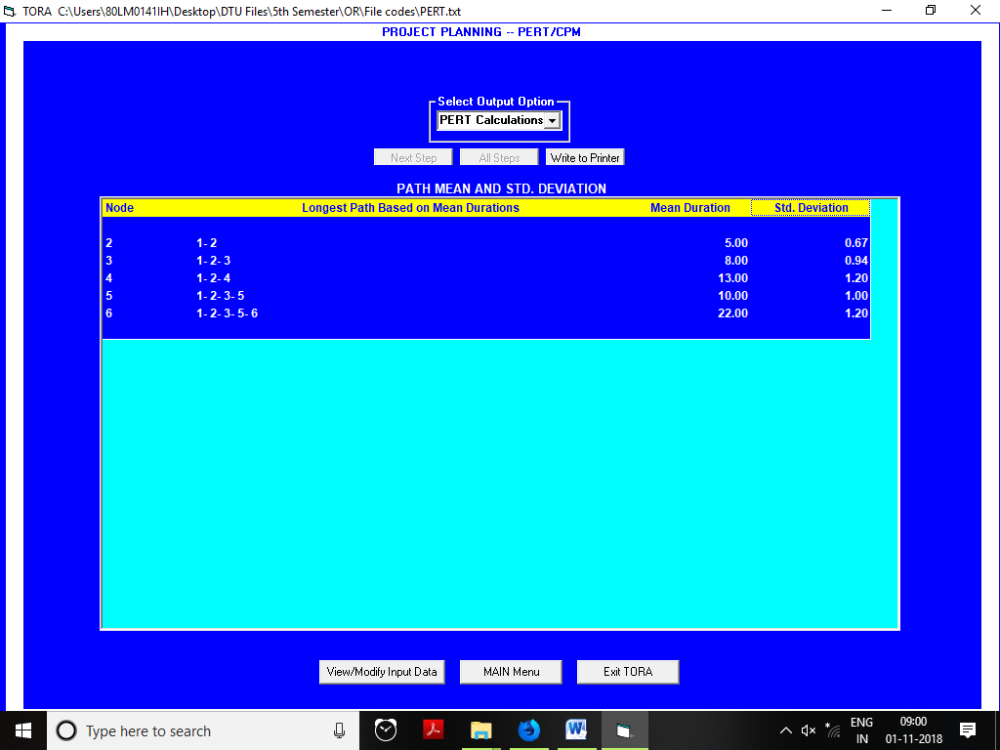 TORA C:\Users\80LM0141IH\Desktop\DTU Files\5th Semester\OR\File codes\PERT.txt
PROJECT PLANNING -- PERT/CPM
Select Output Option
PERT Calculations
Next Step All Steps Write to Printer
PATH MEAN AND STD. DEVIATION
Node Longest Path Based on Mean Durations Mean Duration Std. Deviation
2 1- 2 5.00 0.67
3 1- 2- 3 8.00 0.94
4 1- 2- 4 13.00 1.20
5 1- 2- 3- 5 10.00 1.00
6 1- 2- 3- 5- 6 22.00 1.20
View/Modify Input Data MAIN Menu Exit TORA
Type here to search ENG IN 09:00 01-11-2018